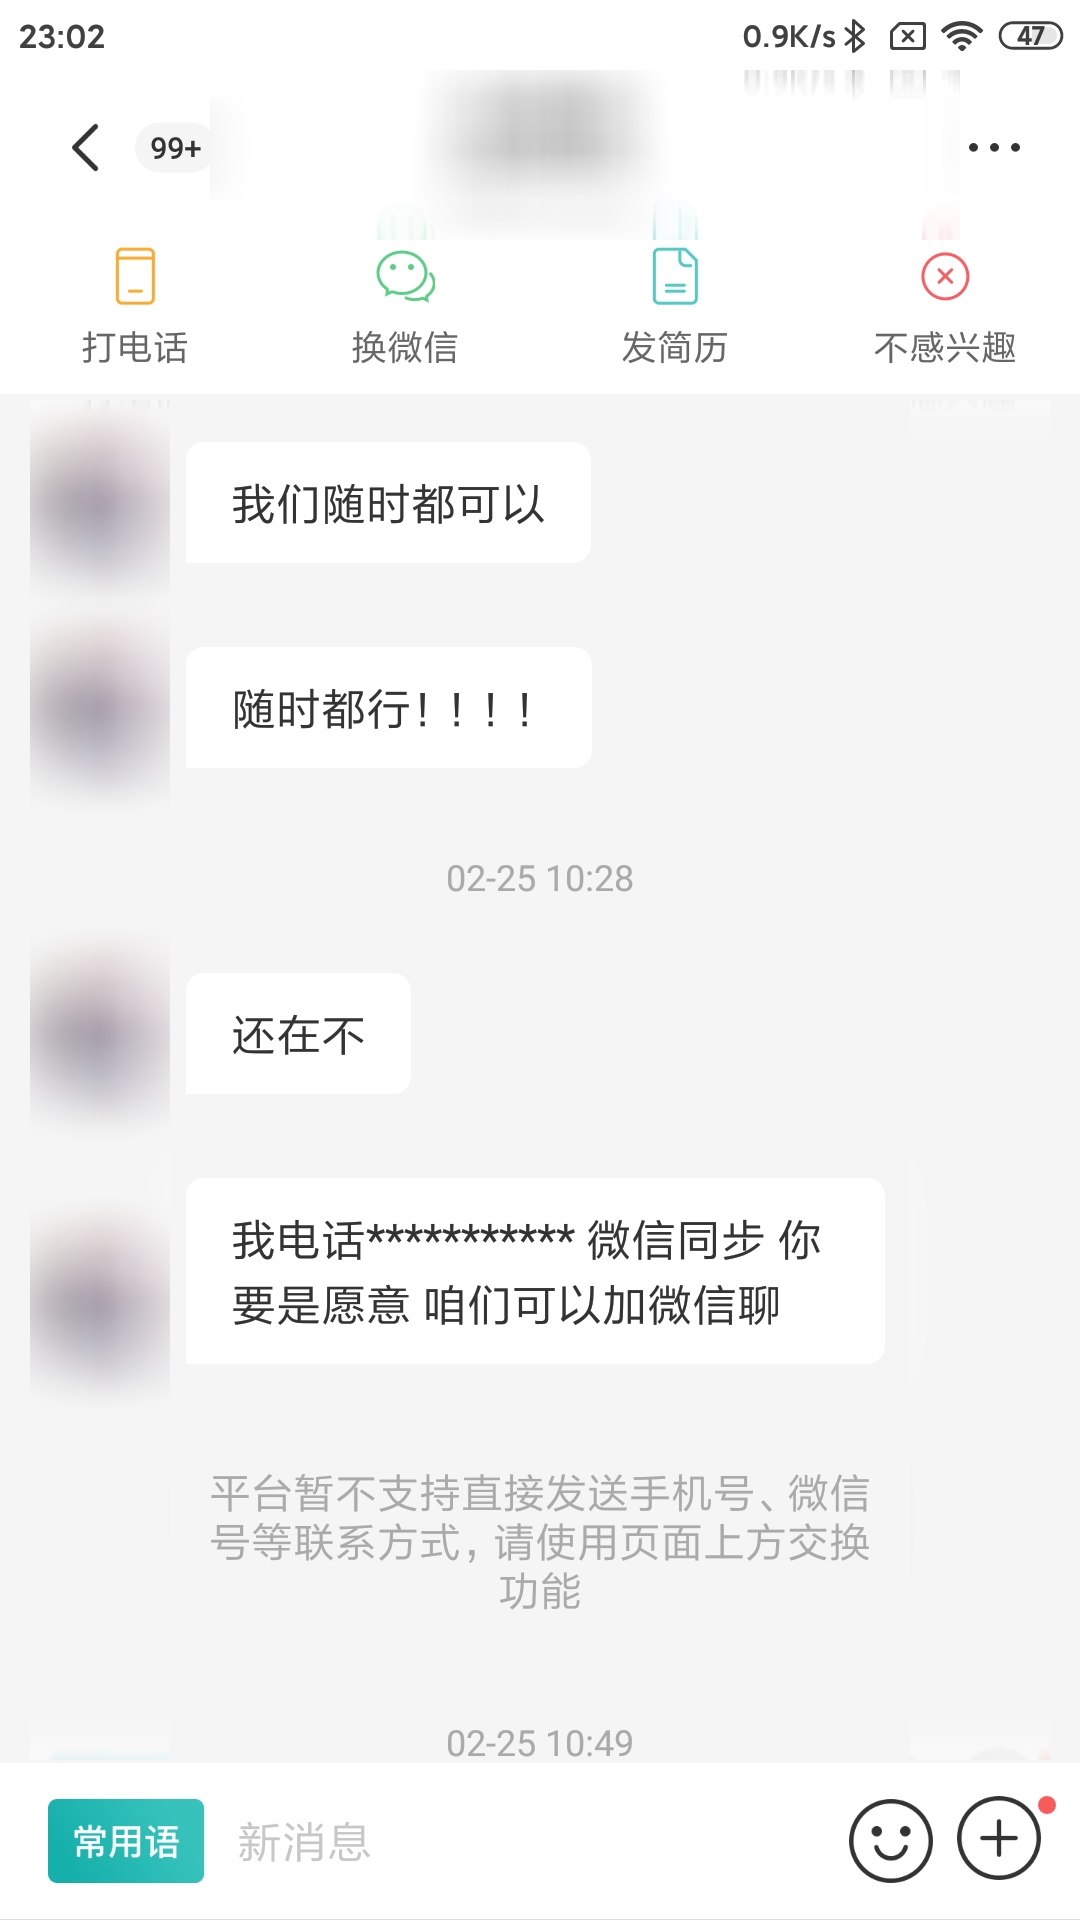 23:02
0.9K/s
47
99+
打电话
换微信
发简历
不感兴趣
我们随时都可以
随时都行！！！！
02-25 10:28
还在不
我电话*********** 微信同步 你
要是愿意 咱们可以加微信聊
平台暂不支持直接发送手机号、微信
号等联系方式，请使用页面上方交换
功能
02-25 10:49
常用语
新消息